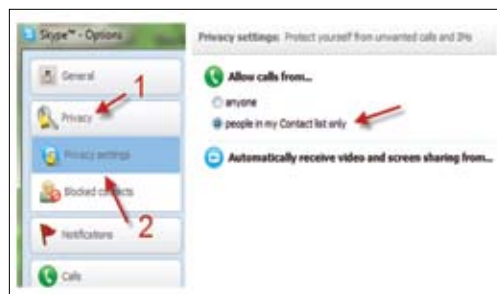 Skype™ - Options
General
Privacy
1
Privacy settings
Blocked contacts
2
Notifications
Calls
Privacy settings: Protect yourself from unwanted calls and IMs
Allow calls from...
anyone
people in my Contact list only
Automatically receive video and screen sharing from...